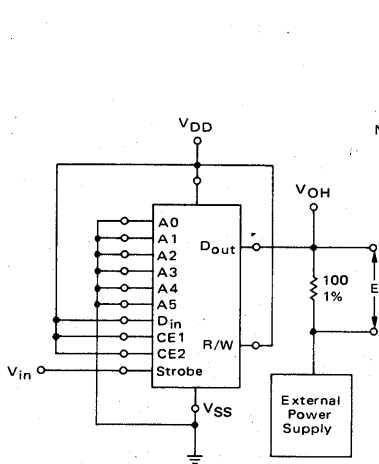 VDD
N
VOH
A0
A1
A2
A3
A4
A5
Din
CE1
CE2
Strobe
Dout
R/W
Vin
VSS
100
1%
E
External
Power
Supply